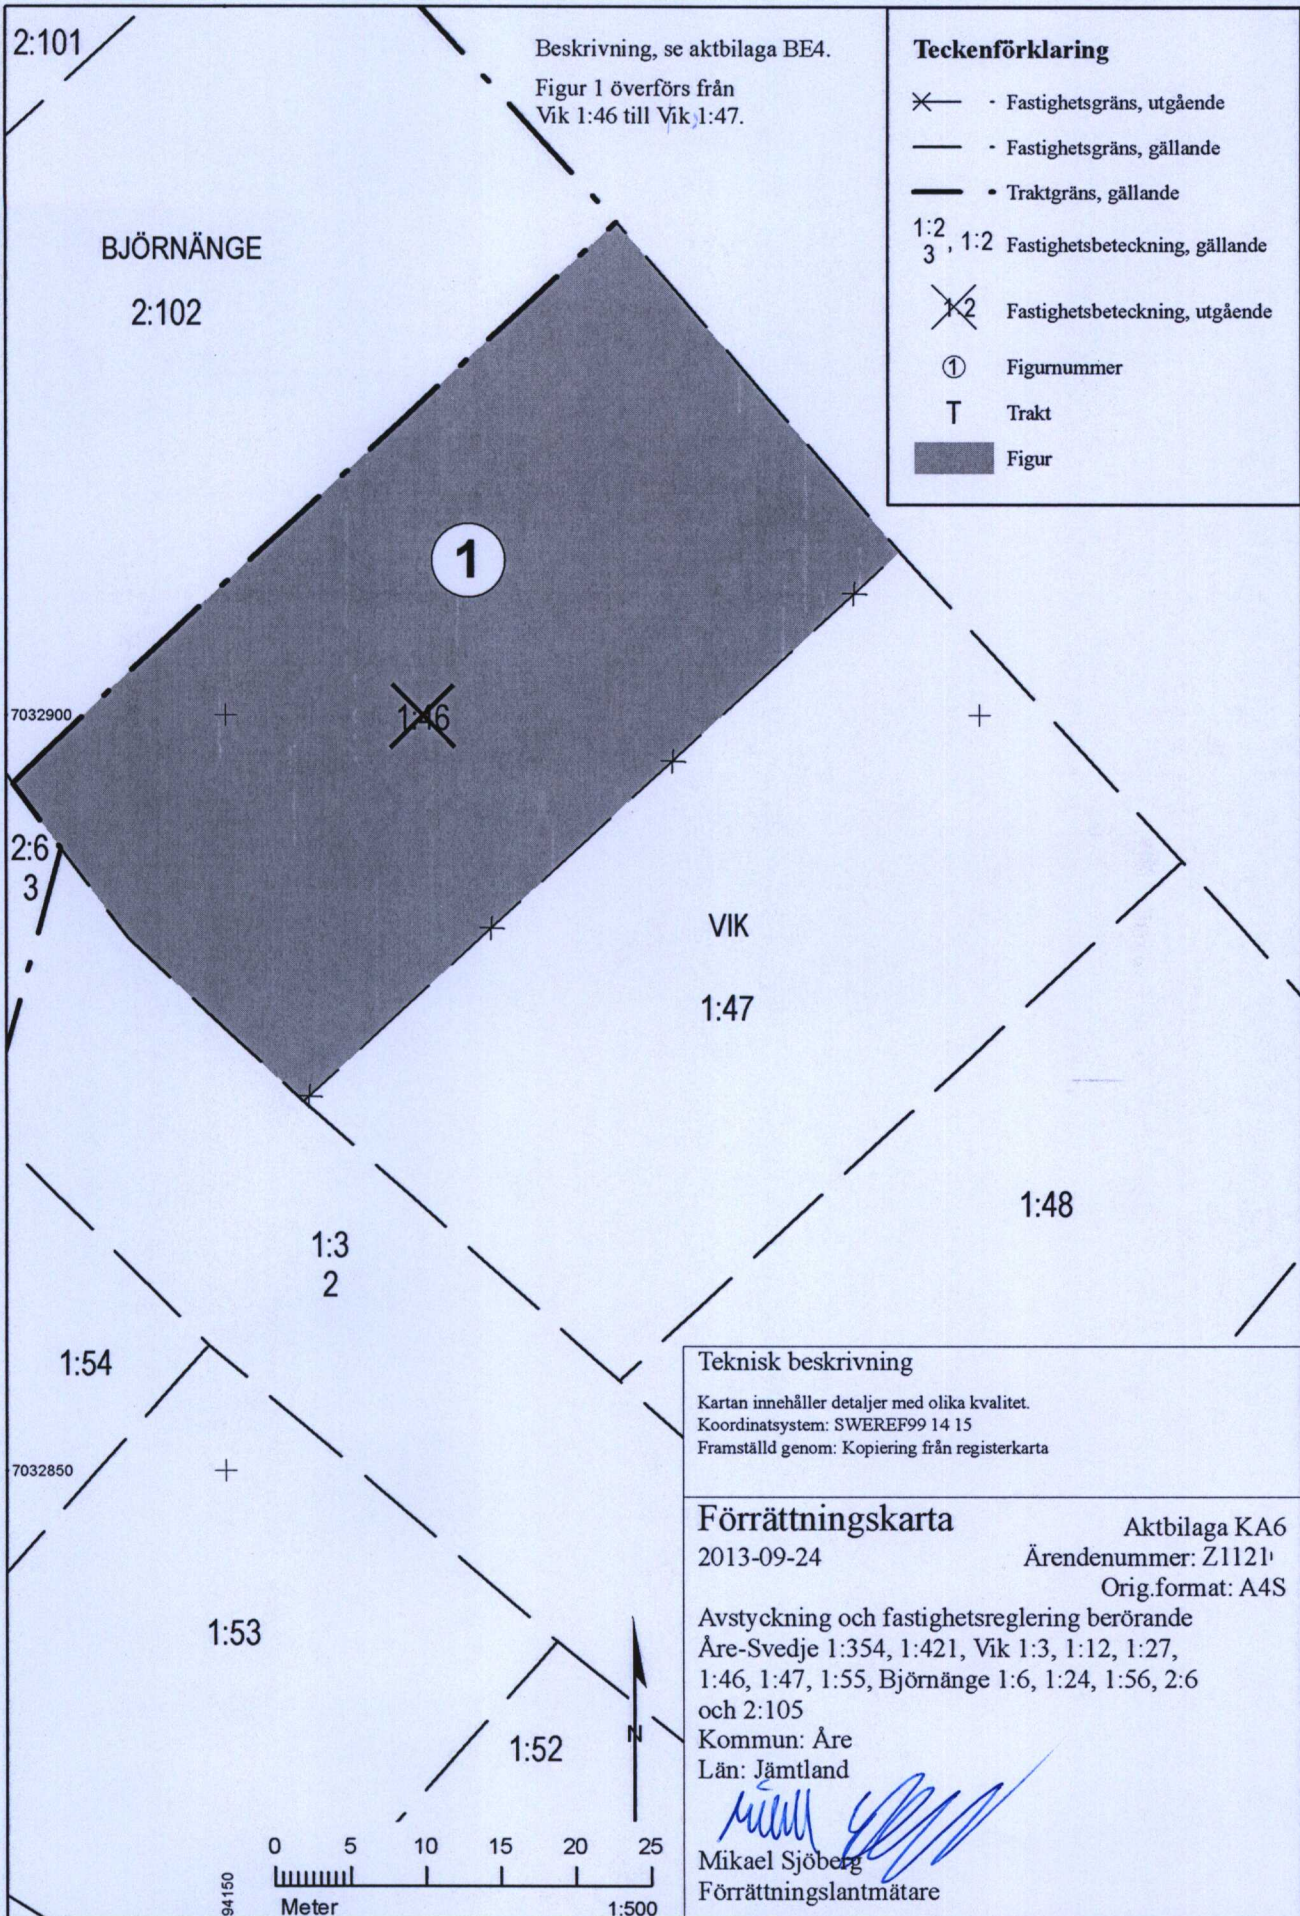 2:101
Beskrivning, se aktbilaga BE4.
Figur 1 överförs från
Vik 1:46 till Vik 1:47.
Teckenförklaring
Fastighetsgräns, utgående
Fastighetsgräns, gällande
Traktgräns, gällande
1:2
3 , 1:2 Fastighetsbeteckning, gällande
1:2 Fastighetsbeteckning, utgående
1 Figurnummer
T Trakt
Figur
BJÖRNÄNGE
2:102
1
1:46
7032900
2:6
3
VIK
1:47
1:48
1:3
2
1:54
7032850
1:53
1:52
N
0 5 10 15 20 25
Meter 1:500
94150
Teknisk beskrivning
Kartan innehåller detaljer med olika kvalitet.
Koordinatsystem: SWEREF99 14 15
Framställd genom: Kopiering från registerkarta
Förrättningskarta
Aktbilaga KA6
2013-09-24
Ärendenummer: Z1121
Orig.format: A4S
Avstyckning och fastighetsreglering berörande
Åre-Svedje 1:354, 1:421, Vik 1:3, 1:12, 1:27,
1:46, 1:47, 1:55, Björnänge 1:6, 1:24, 1:56, 2:6
och 2:105
Kommun: Åre
Län: Jämtland
Mikael Sjöberg
Förrättningslantmätare